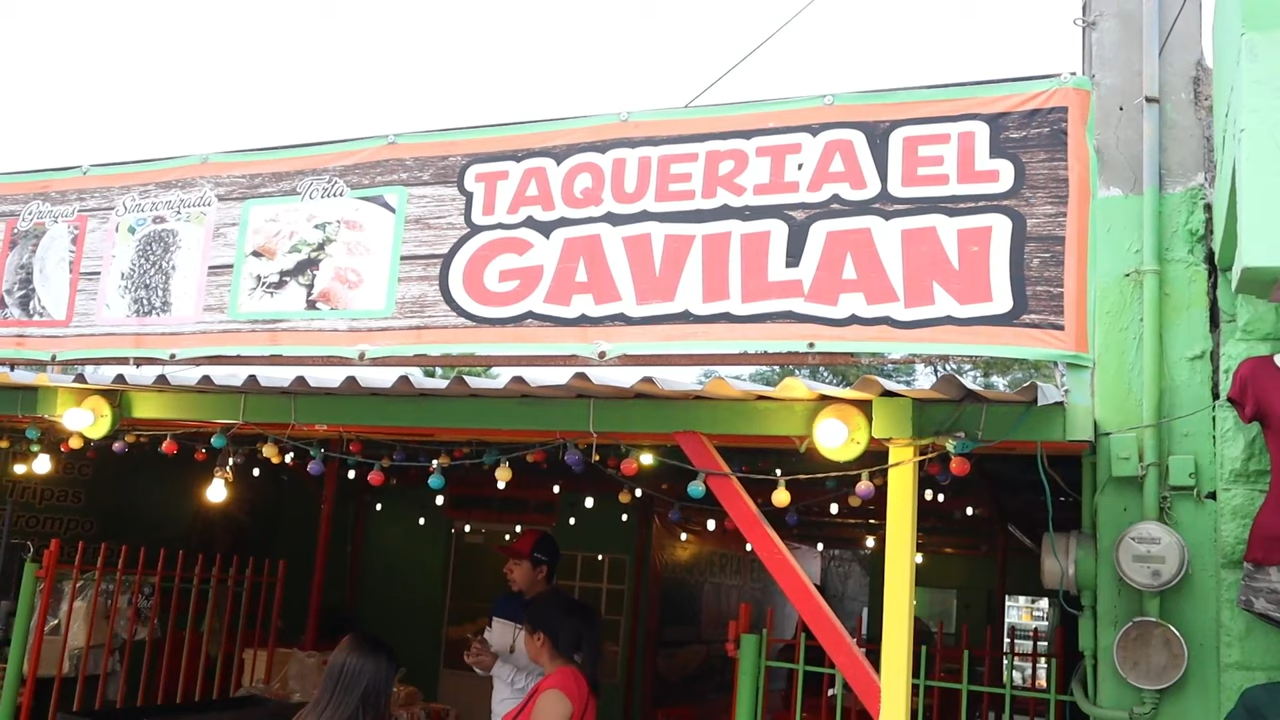 Gringas
Sincronizada
Torta
TAQUERIA EL
GAVILAN
Tripas
Trompo